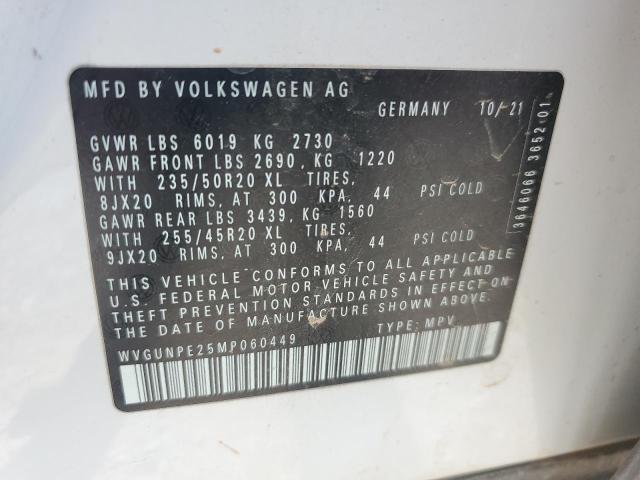 MFD BY VOLKSWAGEN AG
GERMANY 10/21
GVWR LBS 6019 KG 2730
GAWR FRONT LBS 2690, KG 1220
WITH 235/50R20 XL TIRES,
8JX20 RIMS, AT 300 KPA, 44 PSI COLD
GAWR REAR LBS 3439, KG 1560
WITH 255/45R20 XL TIRES,
9JX20 RIMS, AT 300 KPA, 44 PSI COLD
THIS VEHICLE CONFORMS TO ALL APPLICABLE
U.S. FEDERAL MOTOR VEHICLE SAFETY AND
THEFT PREVENTION STANDARDS IN EFFECT ON
THE DATE OF MANUFACTURE SHOWN ABOVE.
WVGUNPE25MP060449 TYPE: MPV
3646066 3652 01